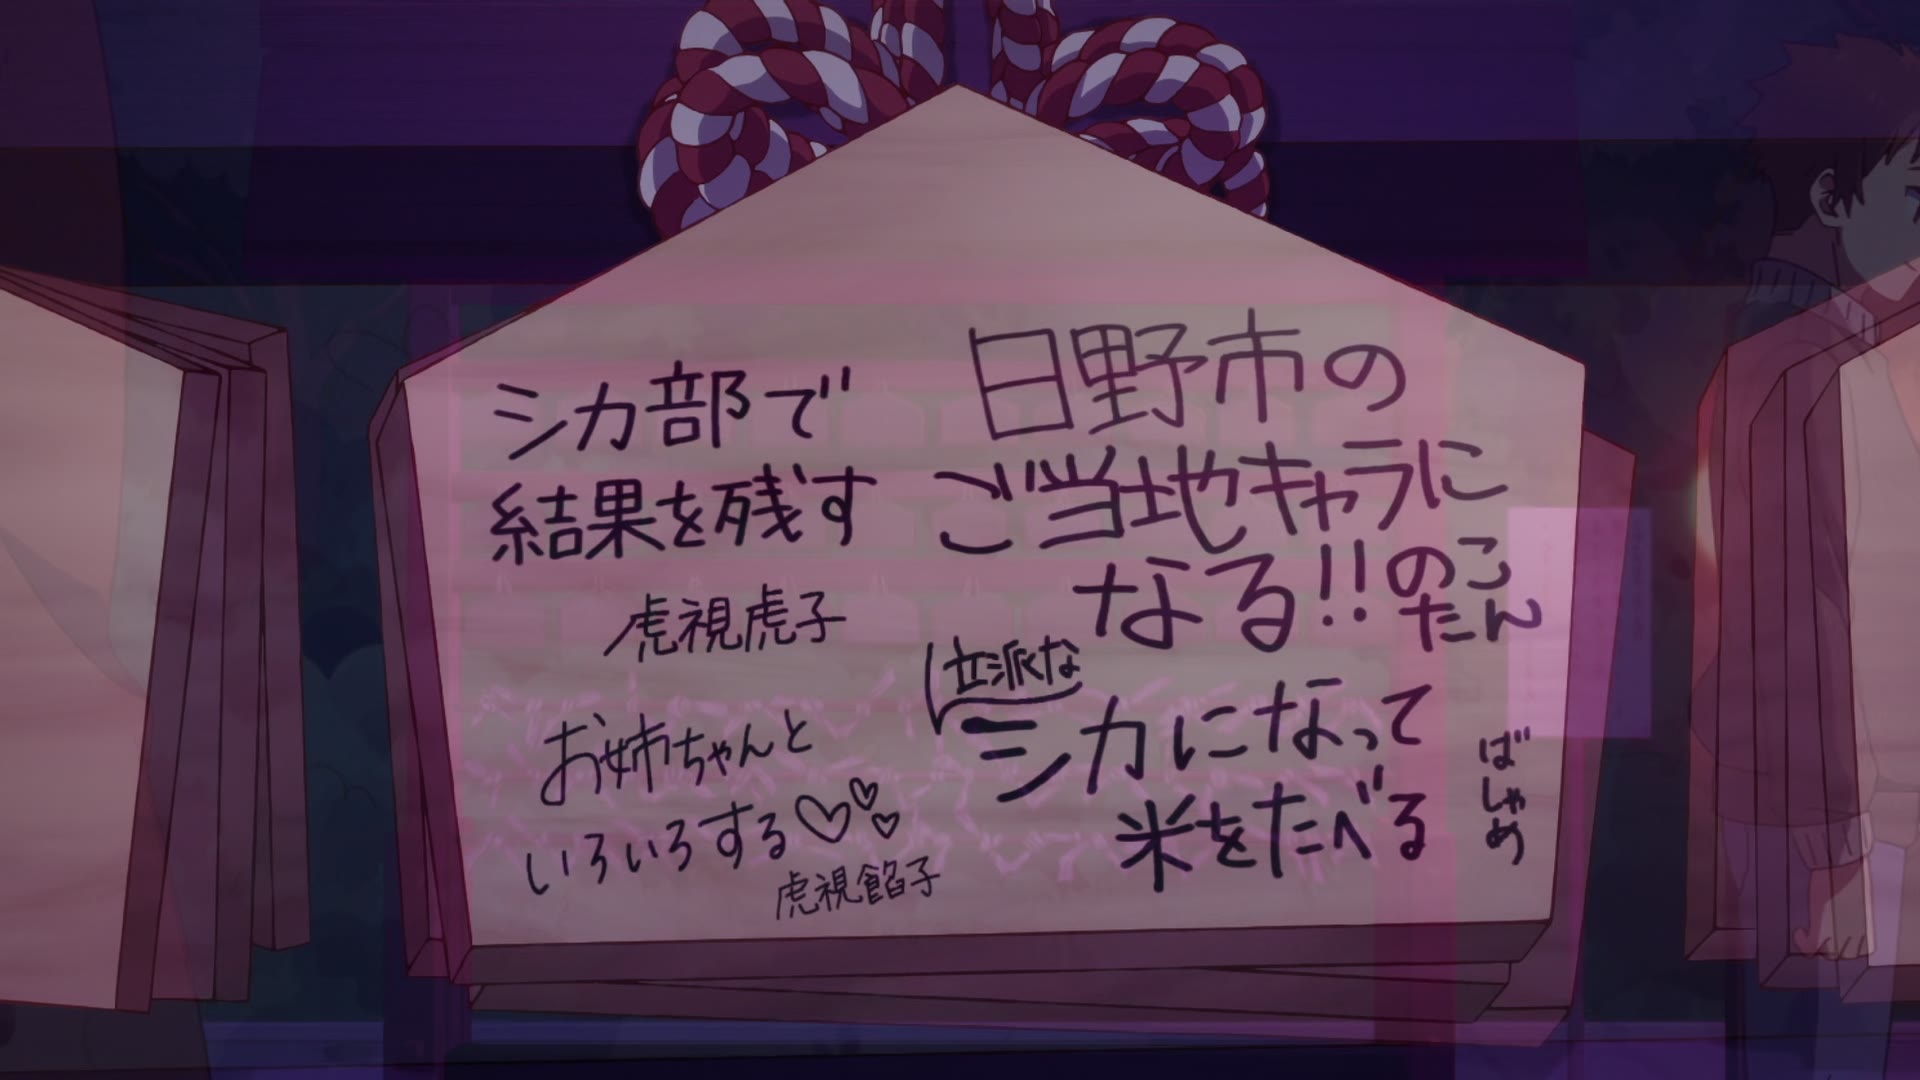 日野市の
ご当地キャラに
なる!!
のこ
たん
立派な
シカになって
米をたべる
ばしゃめ
シカ部で
結果を残す
虎視虎子
お姉ちゃんと
いろいろする♡♡♡
虎視餡子